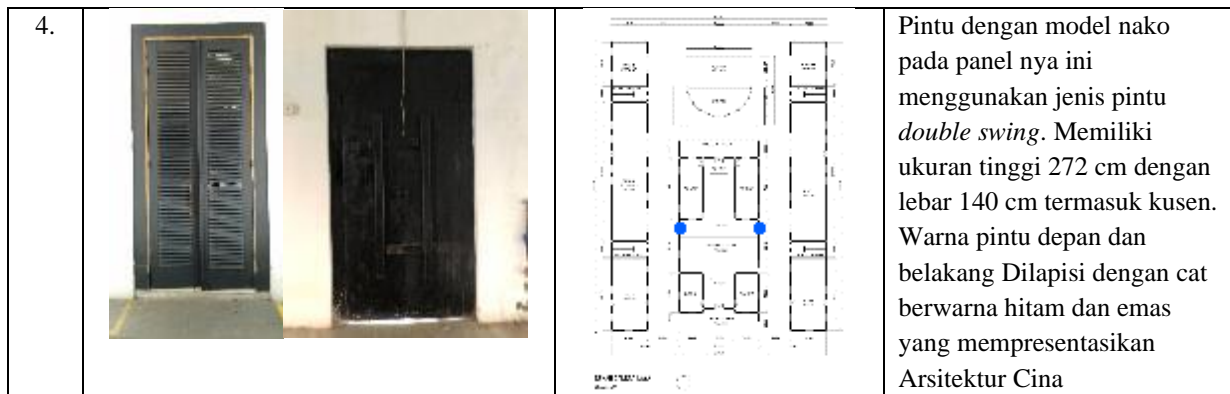 4.
Pintu dengan model nako
pada panel nya ini
menggunakan jenis pintu
double swing. Memiliki
ukuran tinggi 272 cm dengan
lebar 140 cm termasuk kusen.
Warna pintu depan dan
belakang Dilapisi dengan cat
berwarna hitam dan emas
yang mempresentasikan
Arsitektur Cina